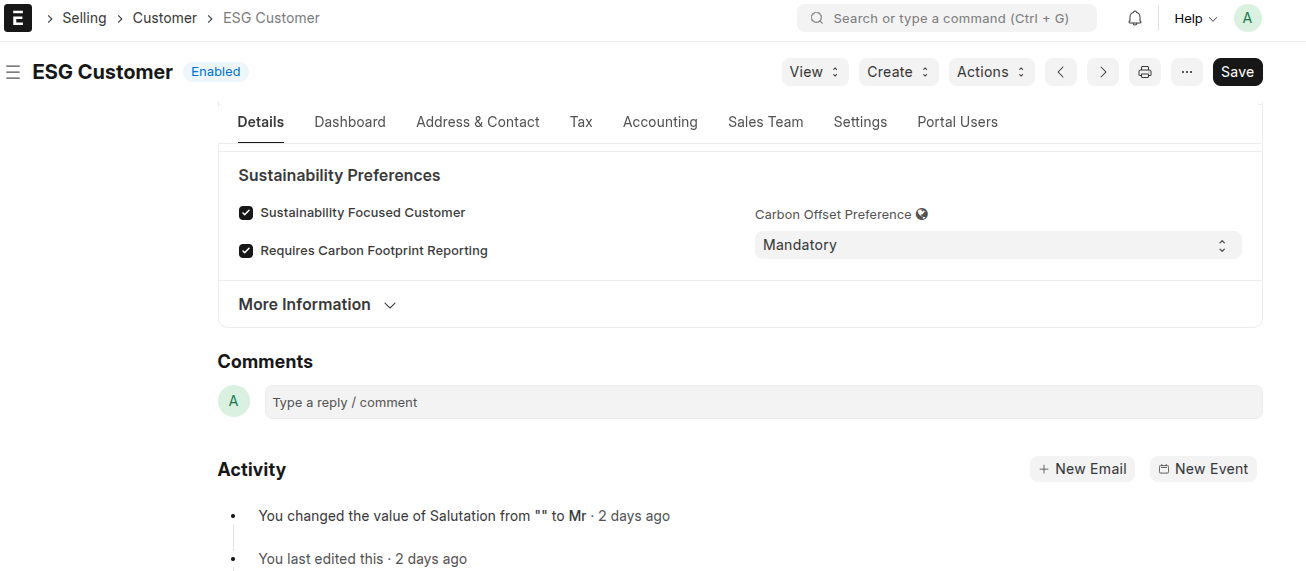 E Selling Customer ESG Customer Search or type a command (Ctrl + G) Help A
ESG Customer Enabled View Create Actions ... Save
Details Dashboard Address & Contact Tax Accounting Sales Team Settings Portal Users
Sustainability Preferences
Sustainability Focused Customer
Carbon Offset Preference
Mandatory
Requires Carbon Footprint Reporting
More Information
Comments
A Type a reply / comment
Activity + New Email New Event
• You changed the value of Salutation from "" to Mr · 2 days ago
• You last edited this · 2 days ago